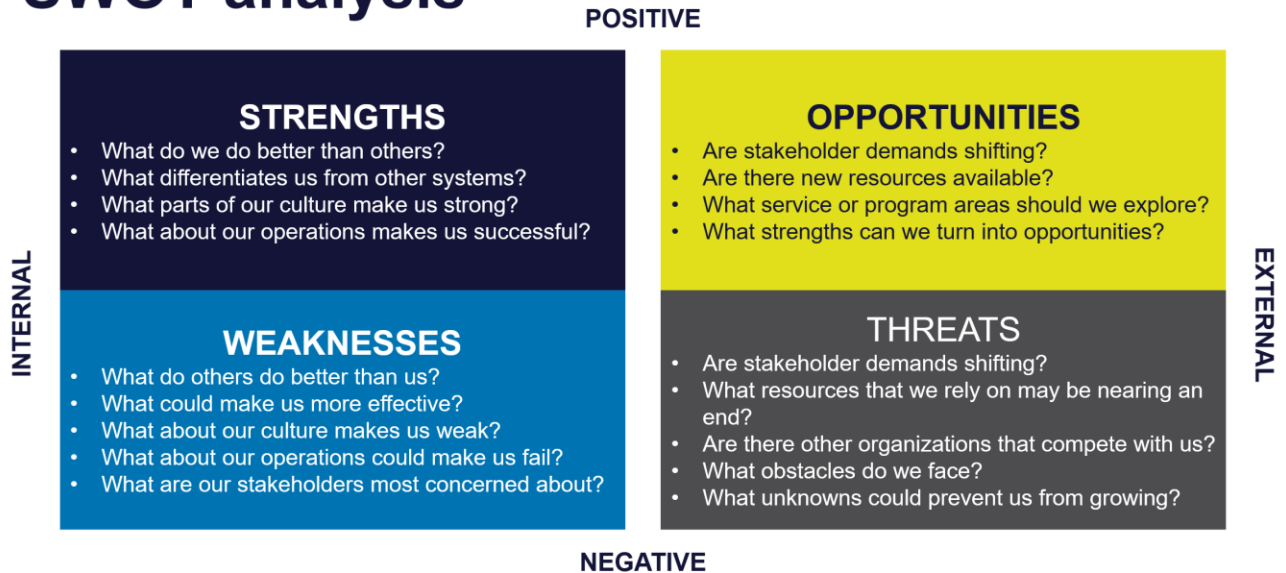 SWOT analysis
POSITIVE
STRENGTHS
• What do we do better than others?
• What differentiates us from other systems?
• What parts of our culture make us strong?
• What about our operations makes us successful?
OPPORTUNITIES
• Are stakeholder demands shifting?
• Are there new resources available?
• What service or program areas should we explore?
• What strengths can we turn into opportunities?
INTERNAL
EXTERNAL
WEAKNESSES
• What do others do better than us?
• What could make us more effective?
• What about our culture makes us weak?
• What about our operations could make us fail?
• What are our stakeholders most concerned about?
THREATS
• Are stakeholder demands shifting?
• What resources that we rely on may be nearing an
end?
• Are there other organizations that compete with us?
• What obstacles do we face?
• What unknowns could prevent us from growing?
NEGATIVE